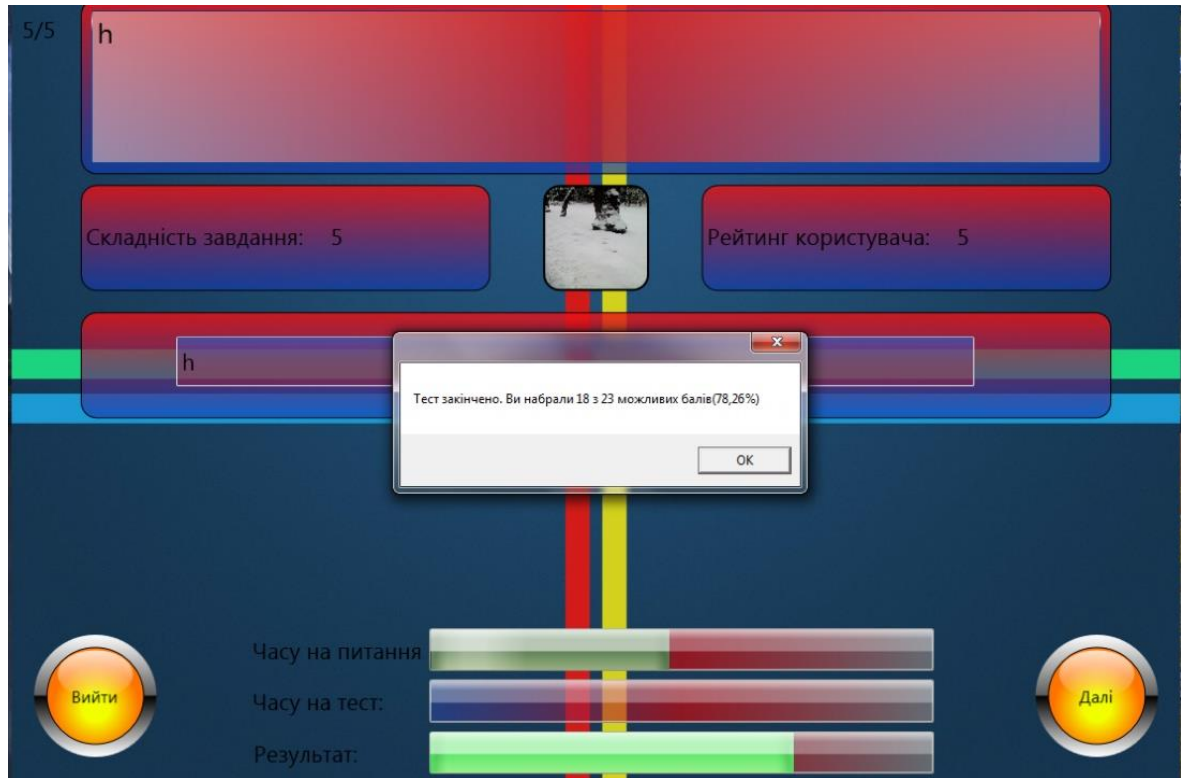 5/5
h
Складність завдання: 5
Рейтинг користувача: 5
h
Тест закінчено. Ви набрали 18 з 23 можливих балів(78,26%)
OK
Часу на питання
Вийти
Часу на тест:
Далі
Результат: